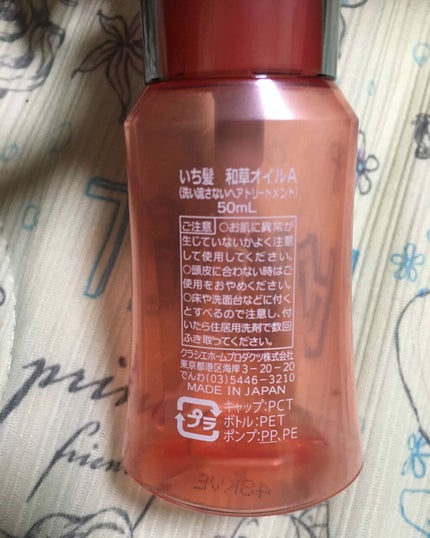 いち髪　和草オイルA
(洗い流さないヘアトリートメント)
50mL
ご注意 ○お肌に異常が
生じていないかよく注意
して使用してください。
○頭皮に合わない時はご
使用をおやめください。
○床や洗面台などに付く
とすべるので注意し、付
いたら住居用洗剤で数回
ふき取ってください。
クラシエホームプロダクツ株式会社
東京都港区海岸3-20-20
でんわ(03)5446-3210
MADE IN JAPAN
プラ
キャップ:PCT
ボトル:PET
ポンプ:PP、PE